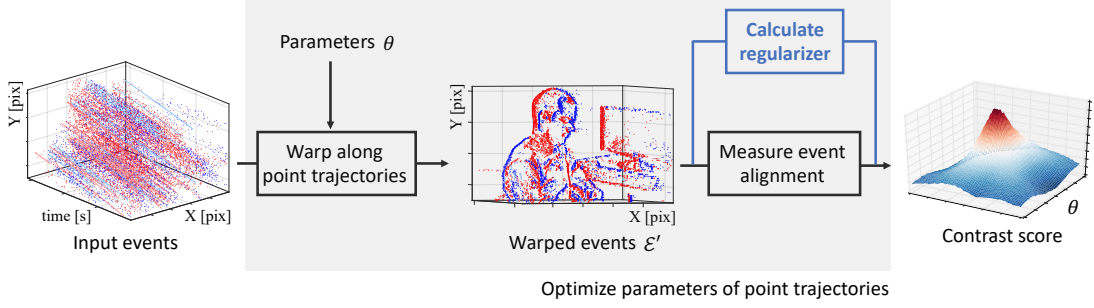 Parameters θ
Calculate
regularizer
Y [pix]
time [s]
X [pix]
Input events
Warp along
point trajectories
Y [pix]
X [pix]
Warped events ℰ′
Measure event
alignment
θ
Contrast score
Optimize parameters of point trajectories